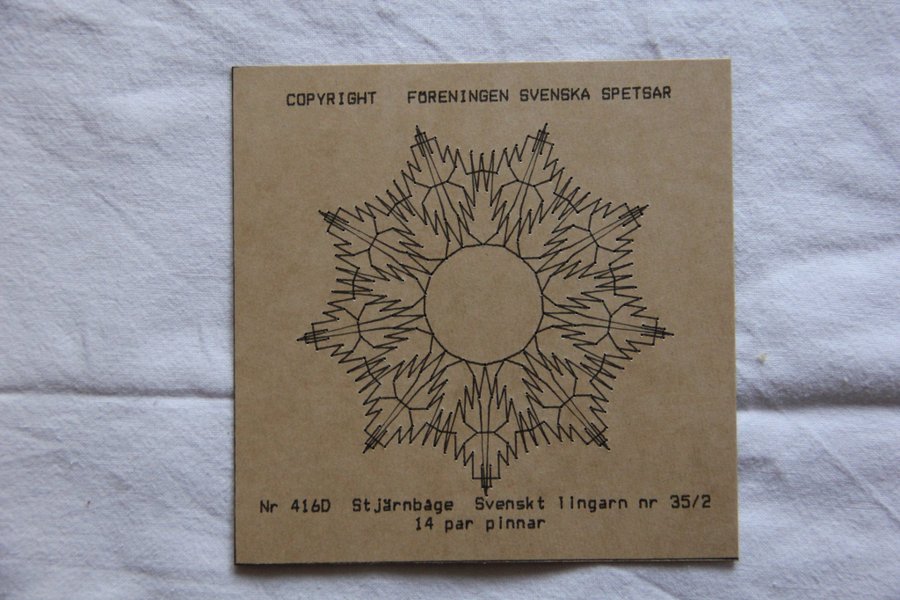 COPYRIGHT FÖRENINGEN SVENSKA SPETSAR
Nr 416D Stjärnbåge Svenskt lingarn nr 35/2
14 par pinnar